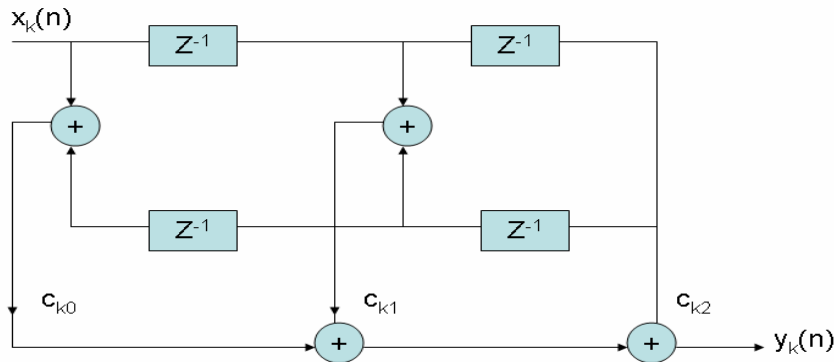 x_k(n)
Z⁻¹ Z⁻¹
+ +
Z⁻¹ Z⁻¹
c_k0 c_k1 c_k2
+ + y_k(n)